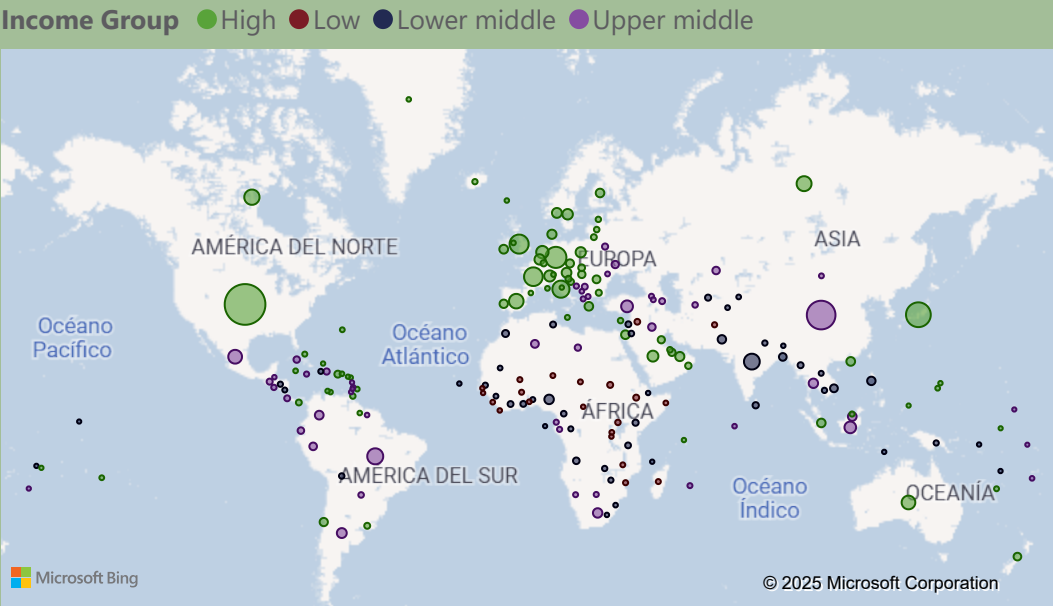 Income Group High Low Lower middle Upper middle
AMÉRICA DEL NORTE
ASIA
EUROPA
Océano
Pacífico
Océano
Atlántico
ÁFRICA
AMÉRICA DEL SUR
Océano
Índico
OCEANÍA
Microsoft Bing
© 2025 Microsoft Corporation